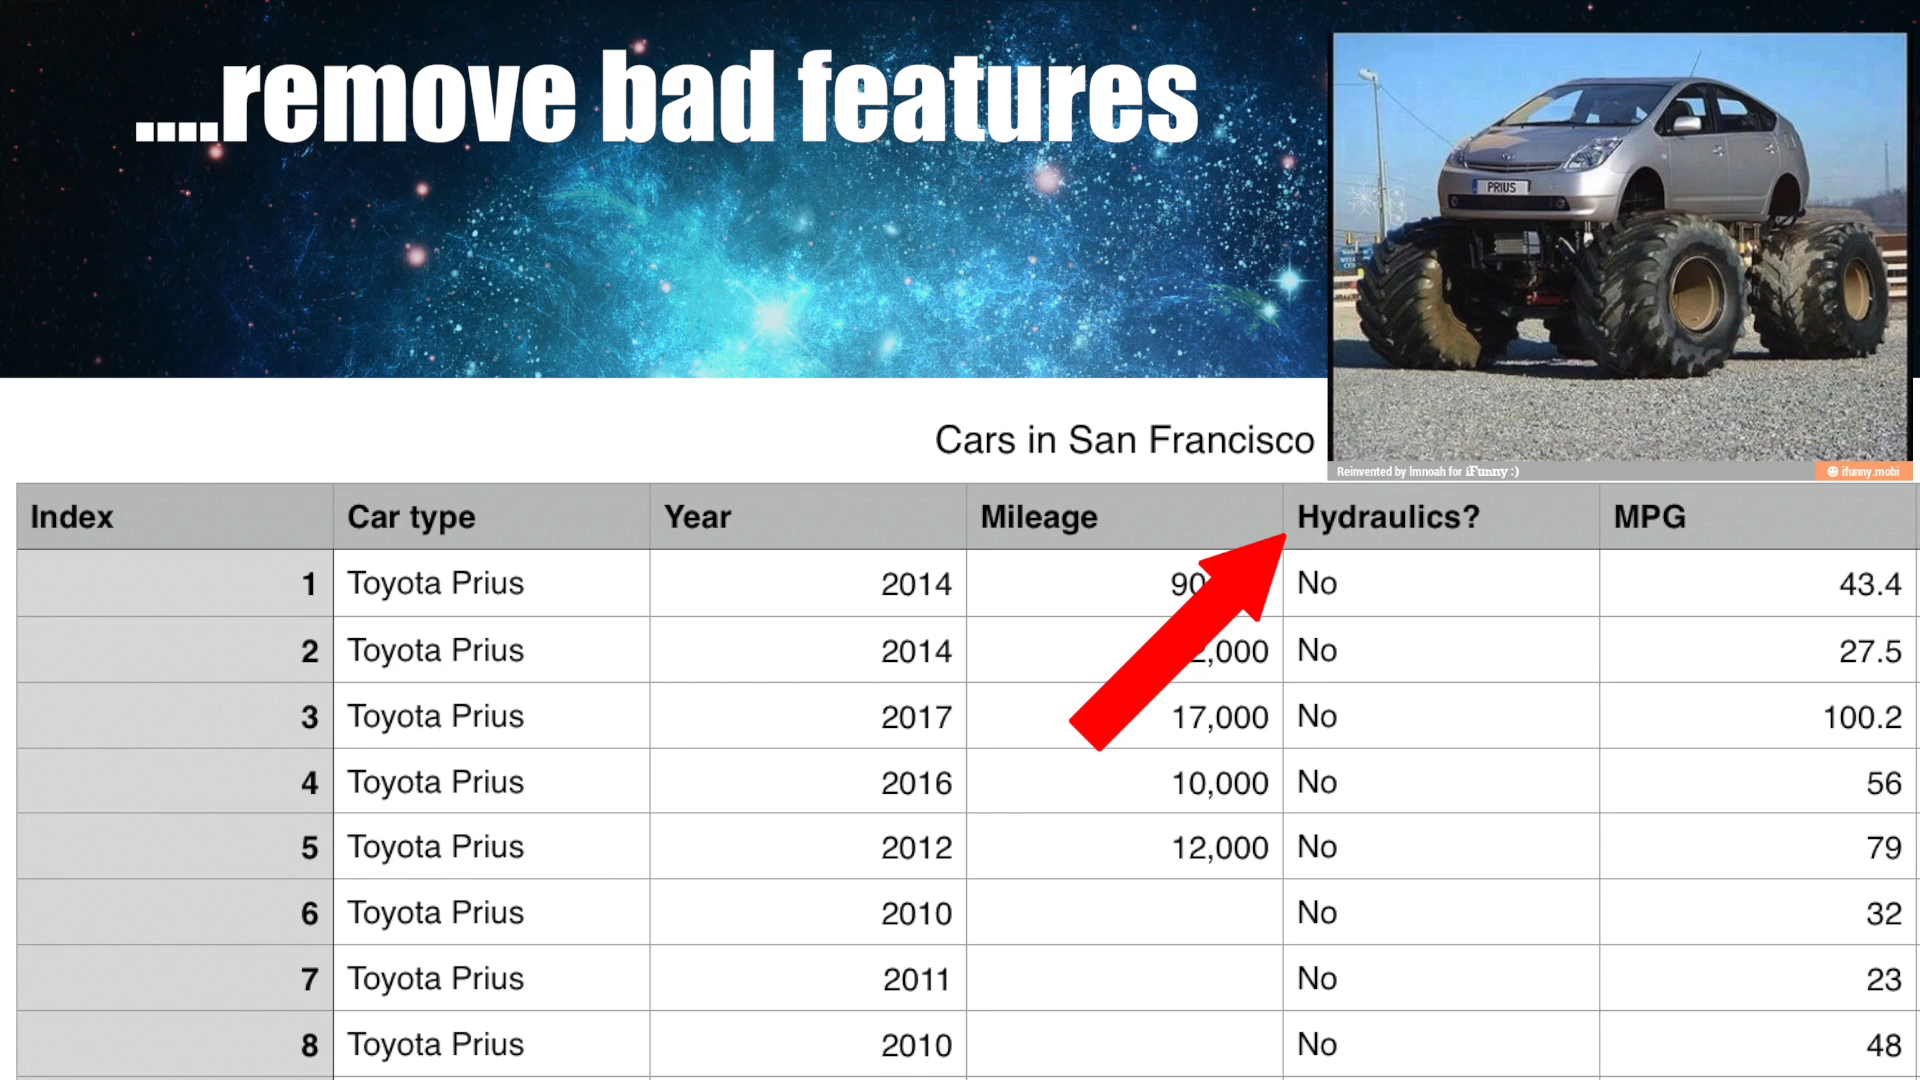 ....remove bad features
PRIUS
Reinvented by Imnoah for iFunny :)
ifunny.mobi
Cars in San Francisco
Index Car type Year Mileage Hydraulics? MPG
1 Toyota Prius 2014 No 43.4
2 Toyota Prius 2014 ,000 No 27.5
3 Toyota Prius 2017 17,000 No 100.2
4 Toyota Prius 2016 10,000 No 56
5 Toyota Prius 2012 12,000 No 79
6 Toyota Prius 2010 No 32
7 Toyota Prius 2011 No 23
8 Toyota Prius 2010 No 48